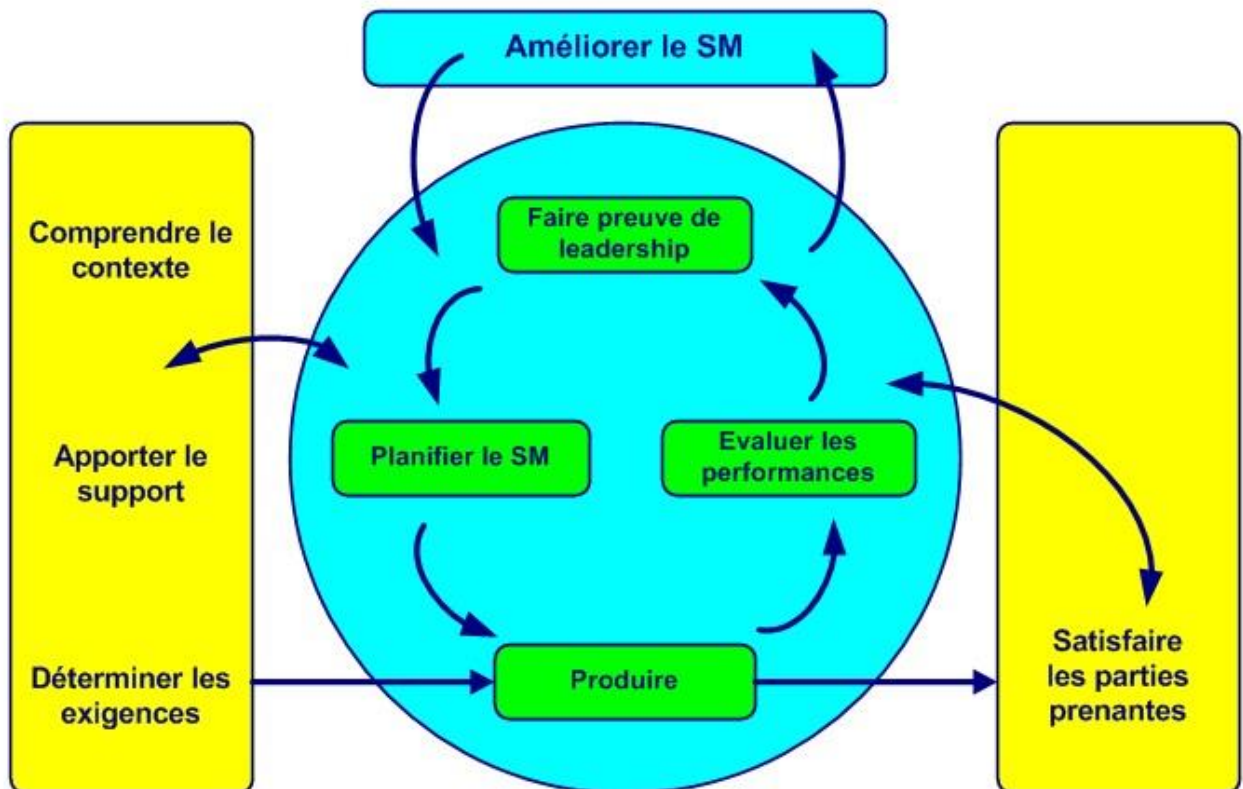 Améliorer le SM
Comprendre le
contexte
Apporter le
support
Déterminer les
exigences
Faire preuve de
leadership
Planifier le SM
Evaluer les
performances
Produire
Satisfaire
les parties
prenantes